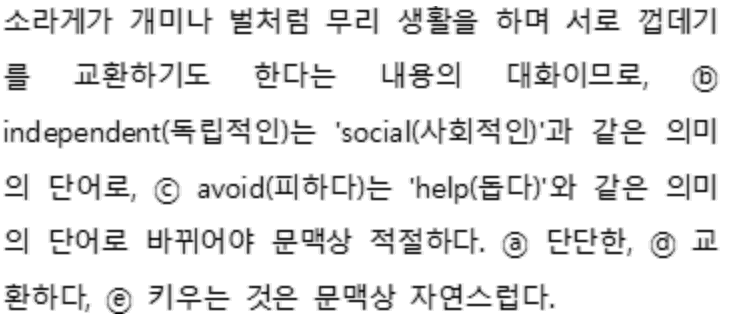 소라게가 개미나 벌처럼 무리 생활을 하며 서로 껍데기
를 교환하기도 한다는 내용의 대화이므로, ⓑ
independent(독립적인)는 'social(사회적인)'과 같은 의미
의 단어로, ⓒ avoid(피하다)는 'help(돕다)'와 같은 의미
의 단어로 바뀌어야 문맥상 적절하다. ⓐ 단단한, ⓓ 교
환하다, ⓔ 키우는 것은 문맥상 자연스럽다.